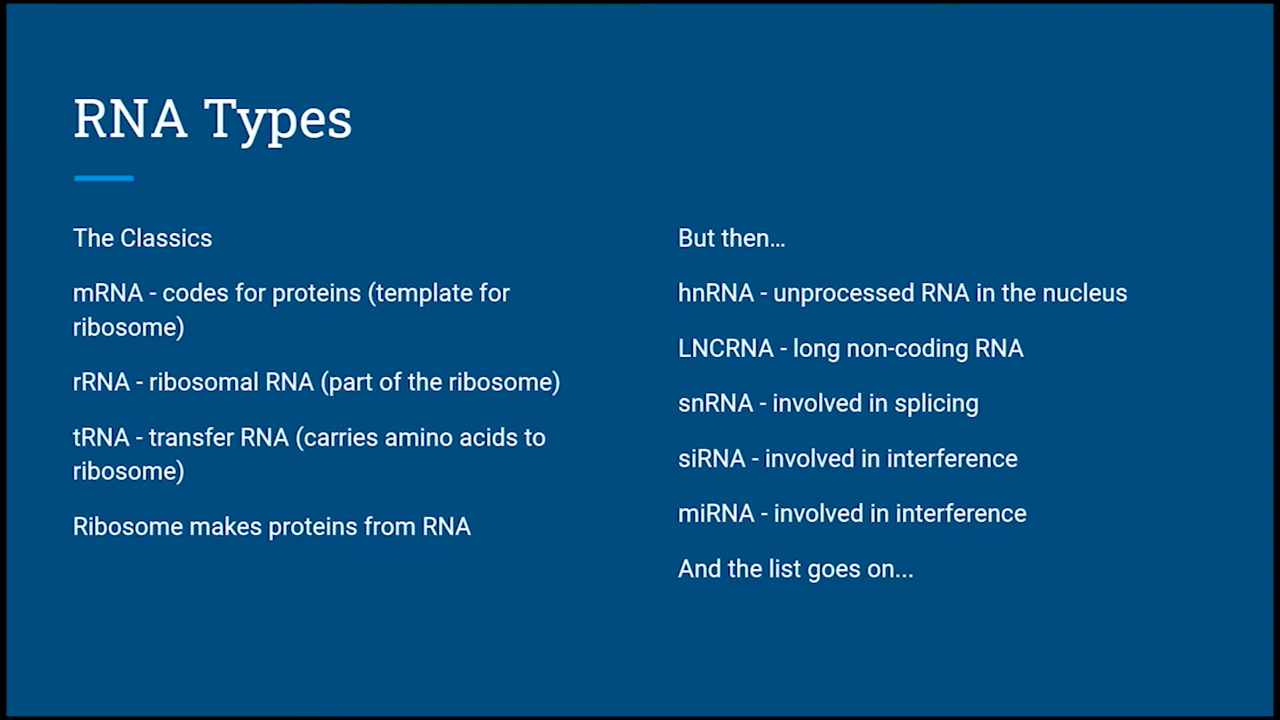 RNA Types
The Classics
mRNA - codes for proteins (template for
ribosome)
rRNA - ribosomal RNA (part of the ribosome)
tRNA - transfer RNA (carries amino acids to
ribosome)
Ribosome makes proteins from RNA
But then...
hnRNA - unprocessed RNA in the nucleus
LNCRNA - long non-coding RNA
snRNA - involved in splicing
siRNA - involved in interference
miRNA - involved in interference
And the list goes on...